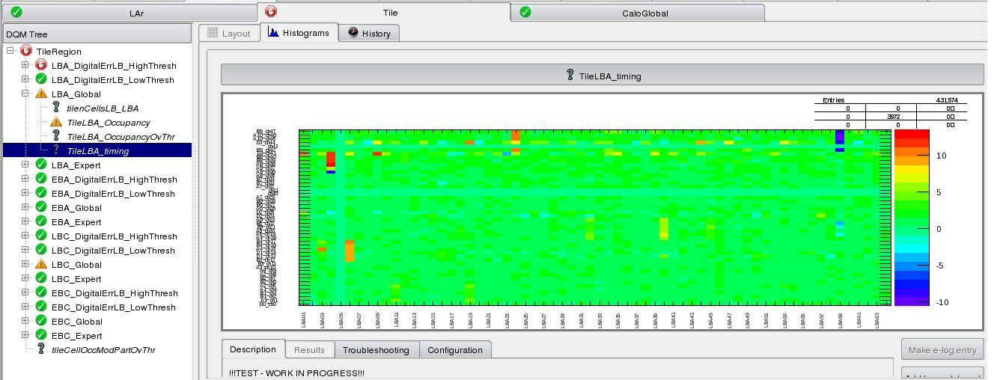 LAr
Tile
CaloGlobal
DQM Tree
TileRegion
LBA_DigitalErrLB_HighThresh
LBA_DigitalErrLB_LowThresh
LBA_Global
tilenCellsLB_LBA
TileLBA_Occupancy
TileLBA_OccupancyOvThr
TileLBA_timing
LBA_Expert
EBA_DigitalErrLB_HighThresh
EBA_DigitalErrLB_LowThresh
EBA_Global
EBA_Expert
LBC_DigitalErrLB_HighThresh
LBC_DigitalErrLB_LowThresh
LBC_Global
LBC_Expert
EBC_DigitalErrLB_HighThresh
EBC_DigitalErrLB_LowThresh
EBC_Global
EBC_Expert
tileCellOccModPartOvThr
Layout
Histograms
History
TileLBA_timing
Entries 431574
0 0 0
0 3972 0
0 0 0
10
5
0
-5
-10
LBA01 LBA03 LBA05 LBA07 LBA09 LBA11 LBA13 LBA15 LBA17 LBA19 LBA21 LBA23 LBA25 LBA27 LBA29 LBA31 LBA33 LBA35 LBA37 LBA39 LBA41 LBA43 LBA45 LBA47 LBA49 LBA51 LBA53 LBA55 LBA57 LBA59 LBA61 LBA63
Description
Results
Troubleshooting
Configuration
Make e-log entry
!!!TEST - WORK IN PROGRESS!!!